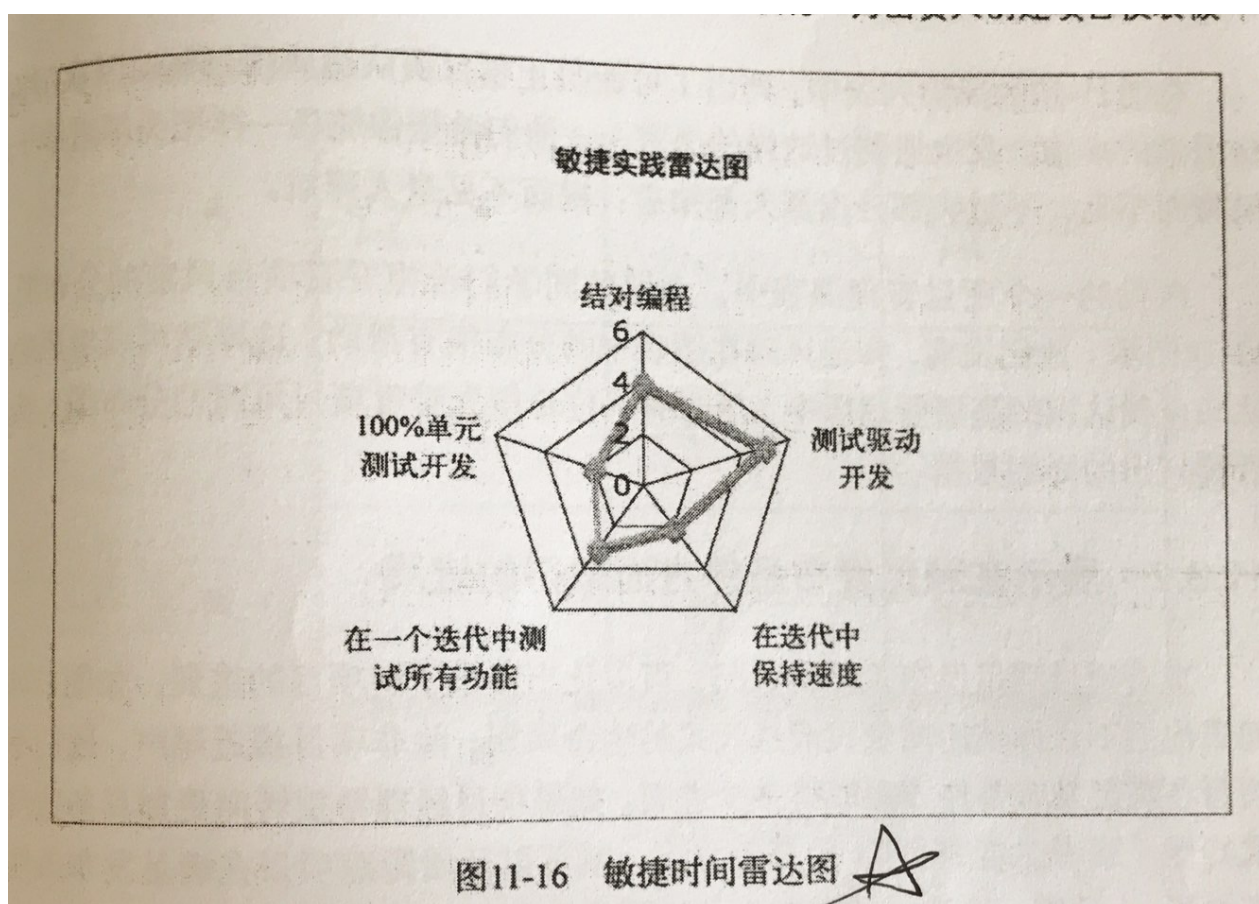 敏捷实践雷达图
结对编程
6
4
2
0
100%单元
测试开发
测试驱动
开发
在一个迭代中测
试所有功能
在迭代中
保持速度
图11-16 敏捷时间雷达图